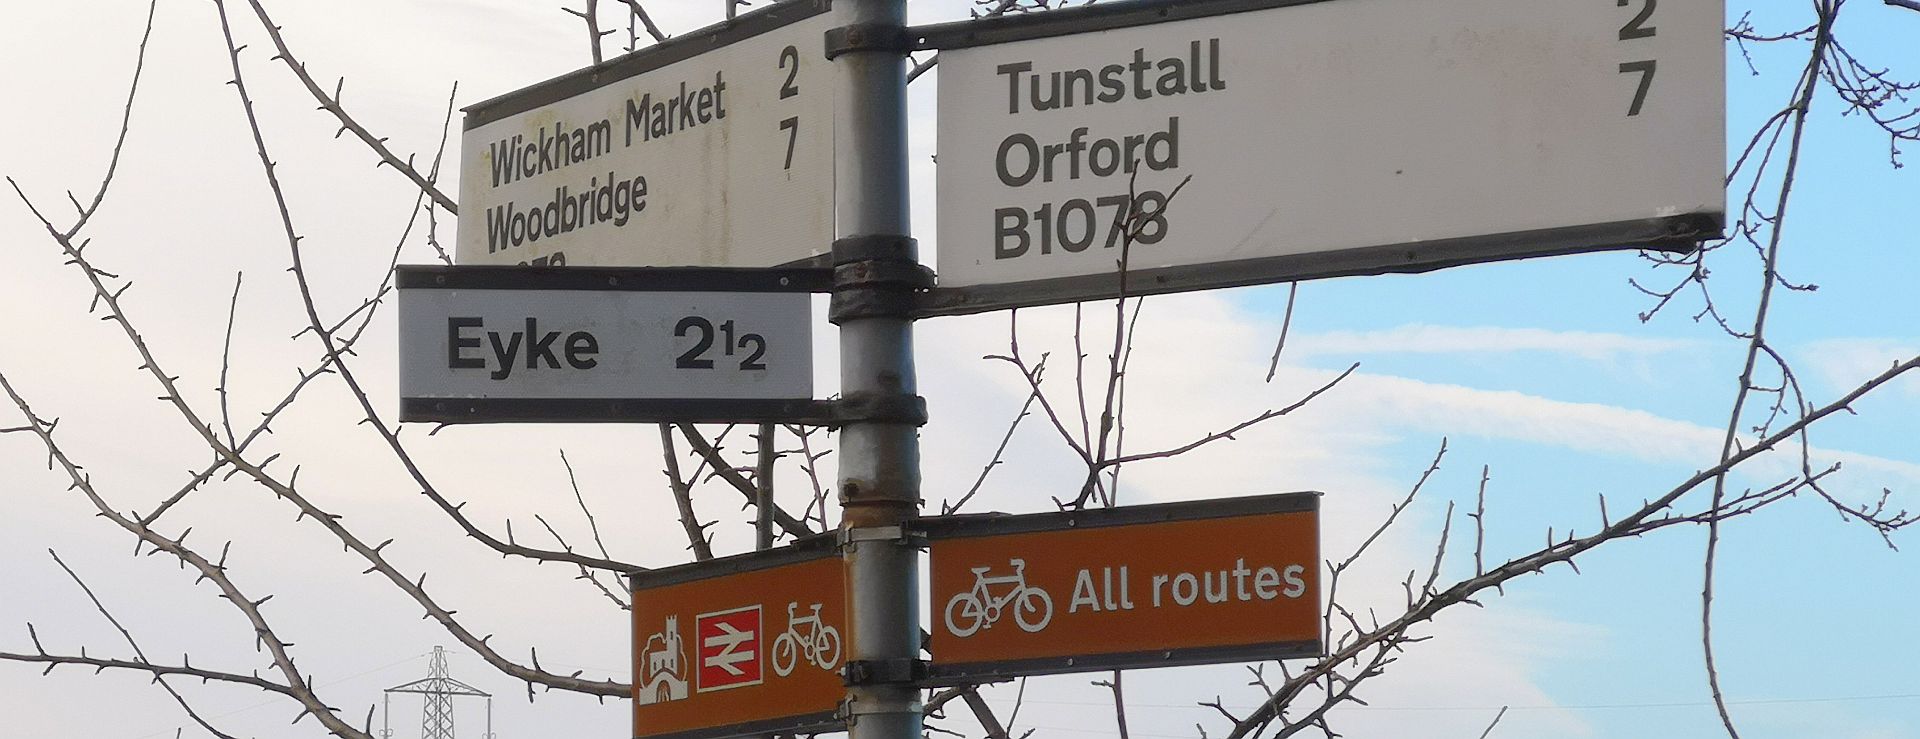 Wickham Market 2
Woodbridge 7
Tunstall 2
Orford 7
B1078
Eyke 2½
All routes